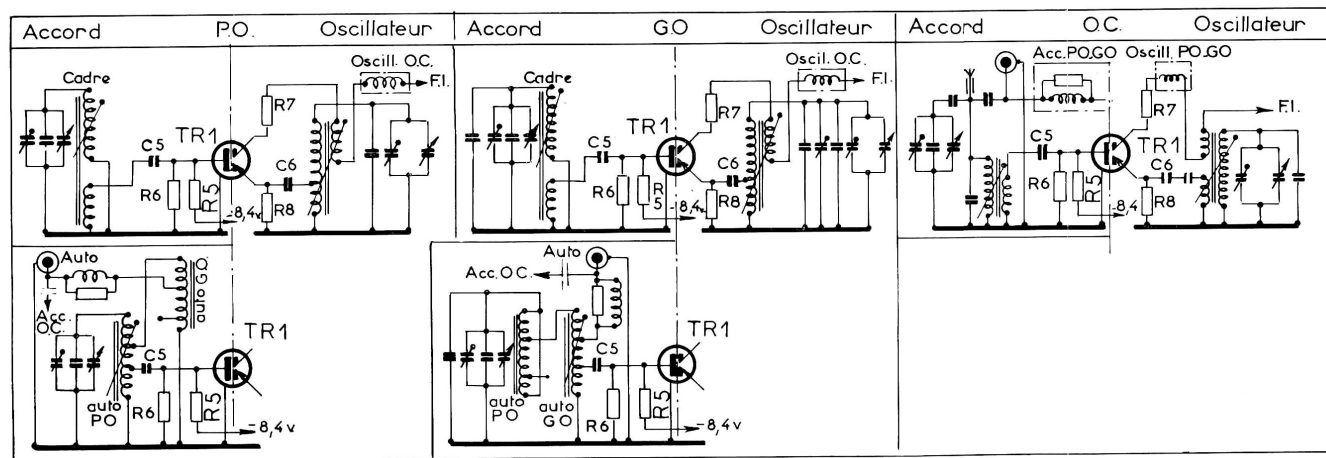 Accord P.O. Oscillateur
Cadre
Oscill. O.C.
F.I.
R7
TR1
C5
C6
R6
R5
R8
-8,4v
Accord G.O Oscillateur
Cadre
Oscil. O.C.
F.I.
R7
TR1
C5
C6
R6
R5
R8
-8,4v
Accord O.C. Oscillateur
Acc.PO.GO
Oscill. PO.GO
F.I.
R7
TR1
C5
C6
R6
R5
R8
-8,4
Auto
auto G.O.
Acc.
O.C.
TR1
C5
auto
PO
R6
R5
-8,4v
Auto
Acc. O.C.
TR1
C5
auto
PO
auto
GO
R6
R5
-8,4v